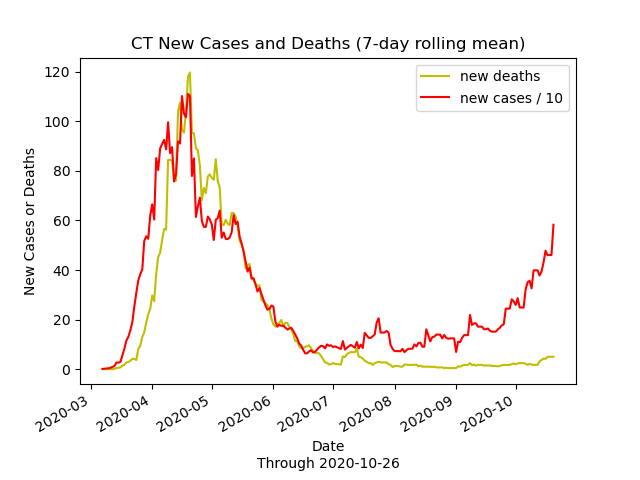 CT New Cases and Deaths (7-day rolling mean)
new deaths
new cases / 10
New Cases or Deaths
120
100
80
60
40
20
0
2020-03
2020-04
2020-05
2020-06
2020-07
2020-08
2020-09
2020-10
Date
Through 2020-10-26